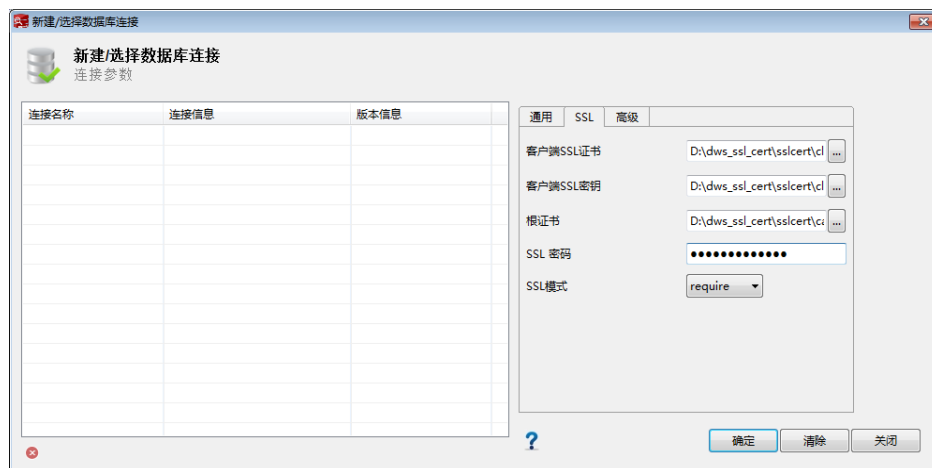 新建/选择数据库连接
新建/选择数据库连接
连接参数
连接名称 连接信息 版本信息
通用 SSL 高级
客户端SSL证书 D:\dws_ssl_cert\sslcert\cl ...
客户端SSL密钥 D:\dws_ssl_cert\sslcert\cl ...
根证书 D:\dws_ssl_cert\sslcert\ca ...
SSL 密码 ●●●●●●●●●●●●●
SSL模式 require
? 确定 清除 关闭